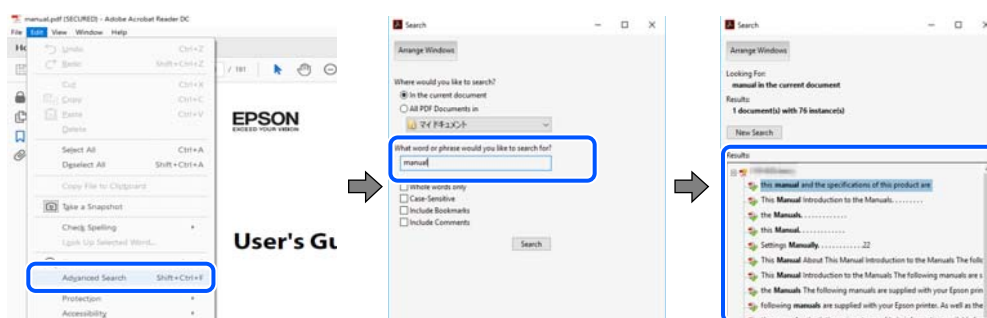 manual.pdf (SECURED) - Adobe Acrobat Reader DC
File Edit View Window Help
Undo Ctrl+Z
Redo Shift+Ctrl+Z
Cut Ctrl+X
Copy Ctrl+C
Paste Ctrl+V
Delete
Select All Ctrl+A
Deselect All Shift+Ctrl+A
Copy File to Clipboard
Take a Snapshot
Check Spelling
Look Up Selected Word...
Advanced Search Shift+Ctrl+F
Protection
Accessibility
/ 191
EPSON
EXCEED YOUR VISION
User's Gu
Search
Arrange Windows
Where would you like to search?
In the current document
All PDF Documents in
マイドキュメント
What word or phrase would you like to search for?
manual
Whole words only
Case-Sensitive
Include Bookmarks
Include Comments
Search
Search
Arrange Windows
Looking For:
manual in the current document
Results:
1 document(s) with 76 instance(s)
New Search
Results:
this manual and the specifications of this product are
This Manual Introduction to the Manuals. . . . . . . . .
the Manuals. . . . . . . . . . . . .
this Manual. . . . . . . . . . . . .
Settings Manually. . . . . . . . . . . . .22
This Manual About This Manual Introduction to the Manuals The follo
This Manual Introduction to the Manuals The following manuals are s
the Manuals The following manuals are supplied with your Epson prin
following manuals are supplied with your Epson printer. As well as the